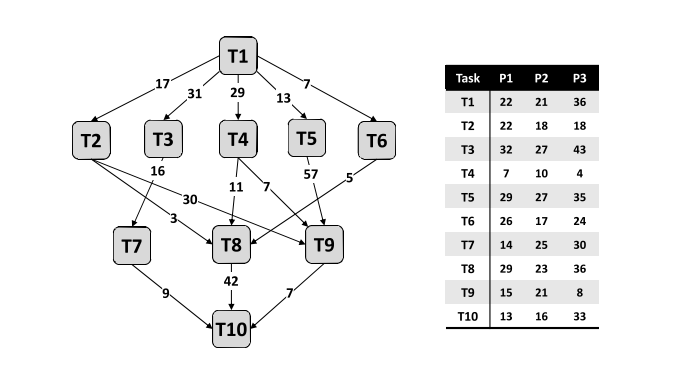 T1
17
31
29
13
7
T2
T3
T4
T5
T6
16
30
3
11
7
57
5
T7
T8
T9
9
42
7
T10
Task P1 P2 P3
T1 22 21 36
T2 22 18 18
T3 32 27 43
T4 7 10 4
T5 29 27 35
T6 26 17 24
T7 14 25 30
T8 29 23 36
T9 15 21 8
T10 13 16 33